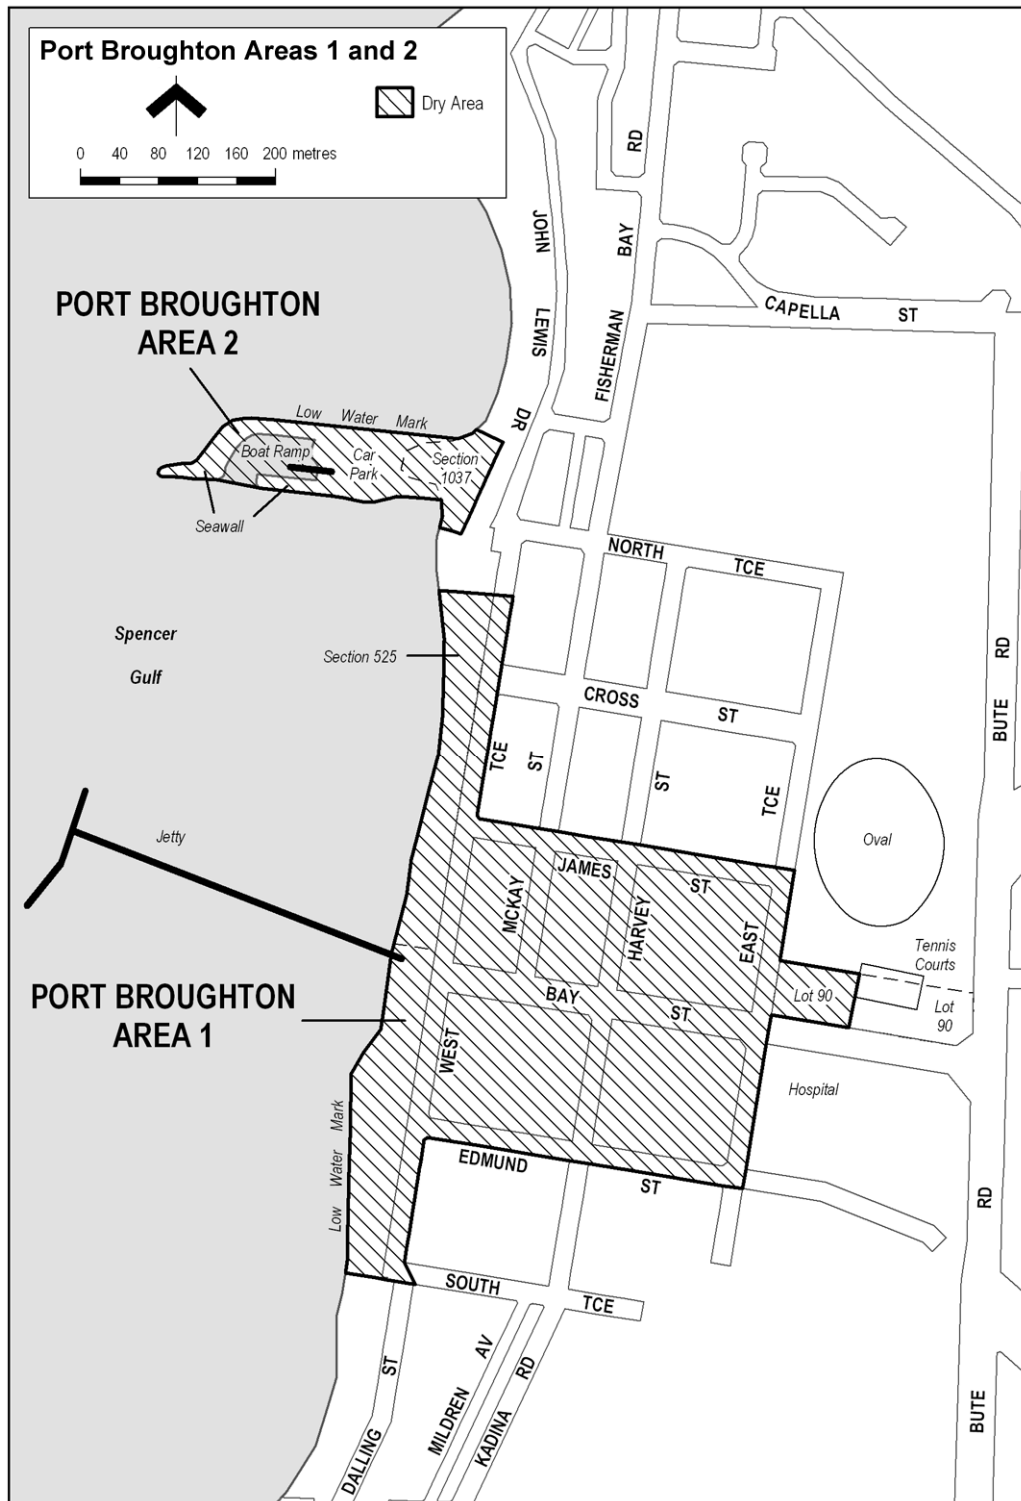 Port Broughton Areas 1 and 2
Dry Area
0 40 80 120 160 200 metres
JOHN
LEWIS
DR
RD
BAY
FISHERMAN
CAPELLA ST
PORT BROUGHTON
AREA 2
Low Water Mark
Boat Ramp
Car
Park
t
Section
1037
Seawall
NORTH TCE
Spencer
Gulf
Section 525
CROSS ST
RD
BUTE
TCE
ST
ST
TCE
Jetty
Oval
JAMES ST
MCKAY
HARVEY
EAST
Tennis
Courts
PORT BROUGHTON
AREA 1
BAY ST
Lot 90
Lot
90
WEST
Hospital
Low Water Mark
EDMUND ST
RD
SOUTH TCE
ST
DALLING
AV
MILDREN
RD
KADINA
BUTE